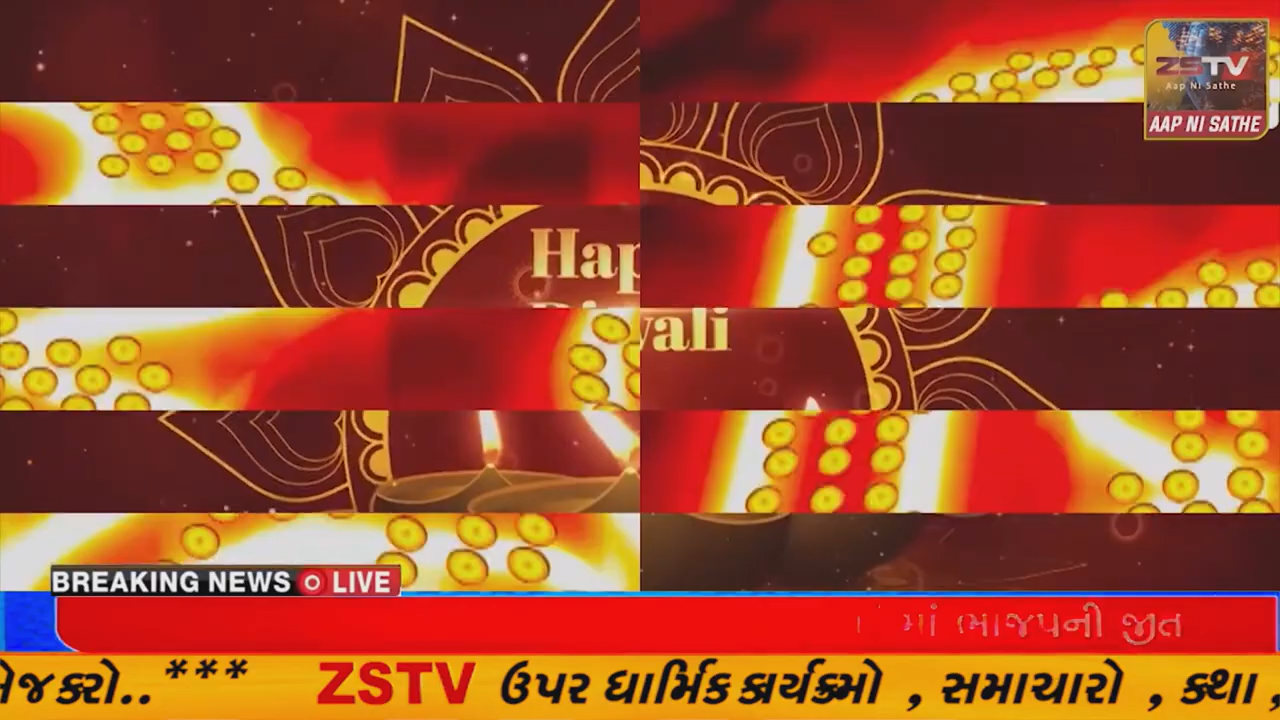 ZSTV
Aap Ni Sathe
AAP NI SATHE
Hap
vali
BREAKING NEWS LIVE
માં ભાજપની જીત
મેજ કરો.. *** ZSTV ઉપર ધાર્મિક કાર્યક્રમો , સમાચારો , કથા ,